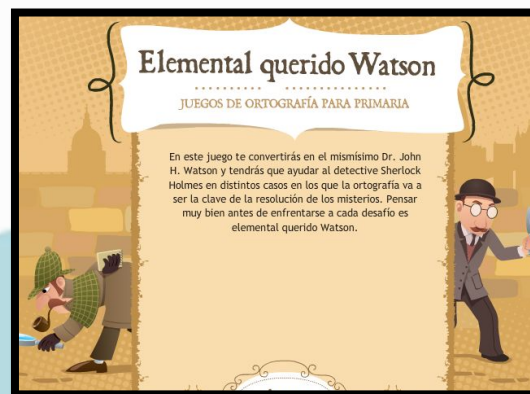 Elemental querido Watson
JUEGOS DE ORTOGRAFÍA PARA PRIMARIA
En este juego te convertirás en el mismísimo Dr. John
H. Watson y tendrás que ayudar al detective Sherlock
Holmes en distintos casos en los que la ortografía va a
ser la clave de la resolución de los misterios. Pensar
muy bien antes de enfrentarse a cada desafío es
elemental querido Watson.